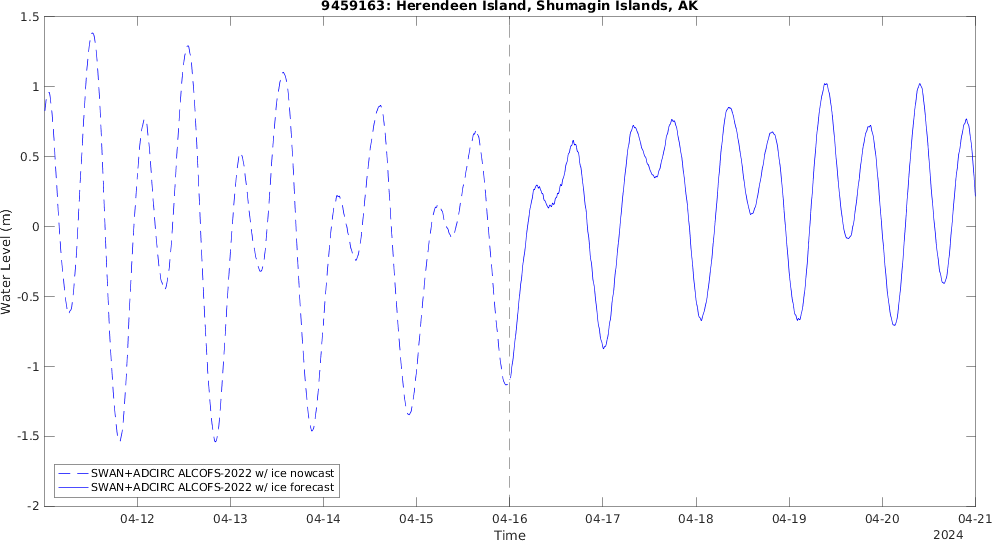 9459163: Herendeen Island, Shumagin Islands, AK
1.5
1
0.5
0
-0.5
-1
-1.5
-2
Water Level (m)
SWAN+ADCIRC ALCOFS-2022 w/ ice nowcast
SWAN+ADCIRC ALCOFS-2022 w/ ice forecast
04-12 04-13 04-14 04-15 04-16 04-17 04-18 04-19 04-20 04-21
Time
2024